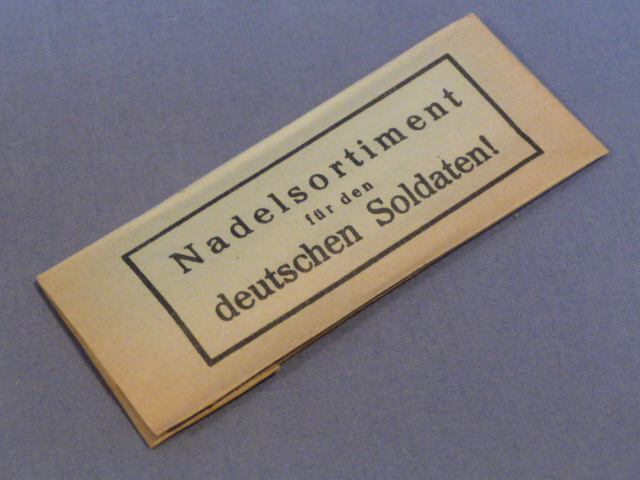 Nadelsortiment
für den
deutschen Soldaten!